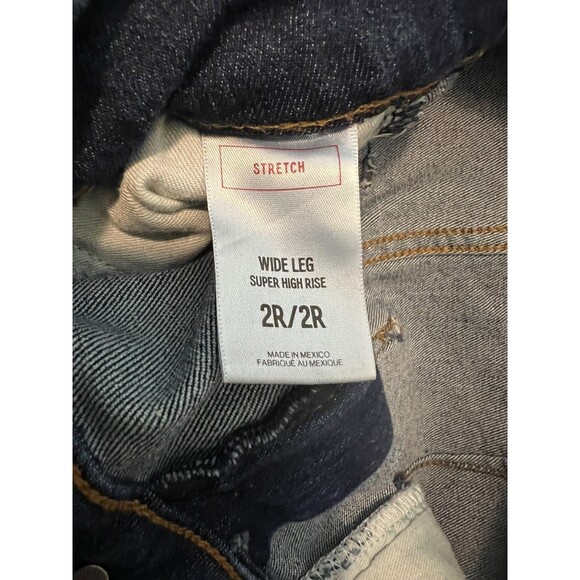 STRETCH
WIDE LEG
SUPER HIGH RISE
2R/2R
MADE IN MEXICO
FABRIQUÉ AU MEXIQUE